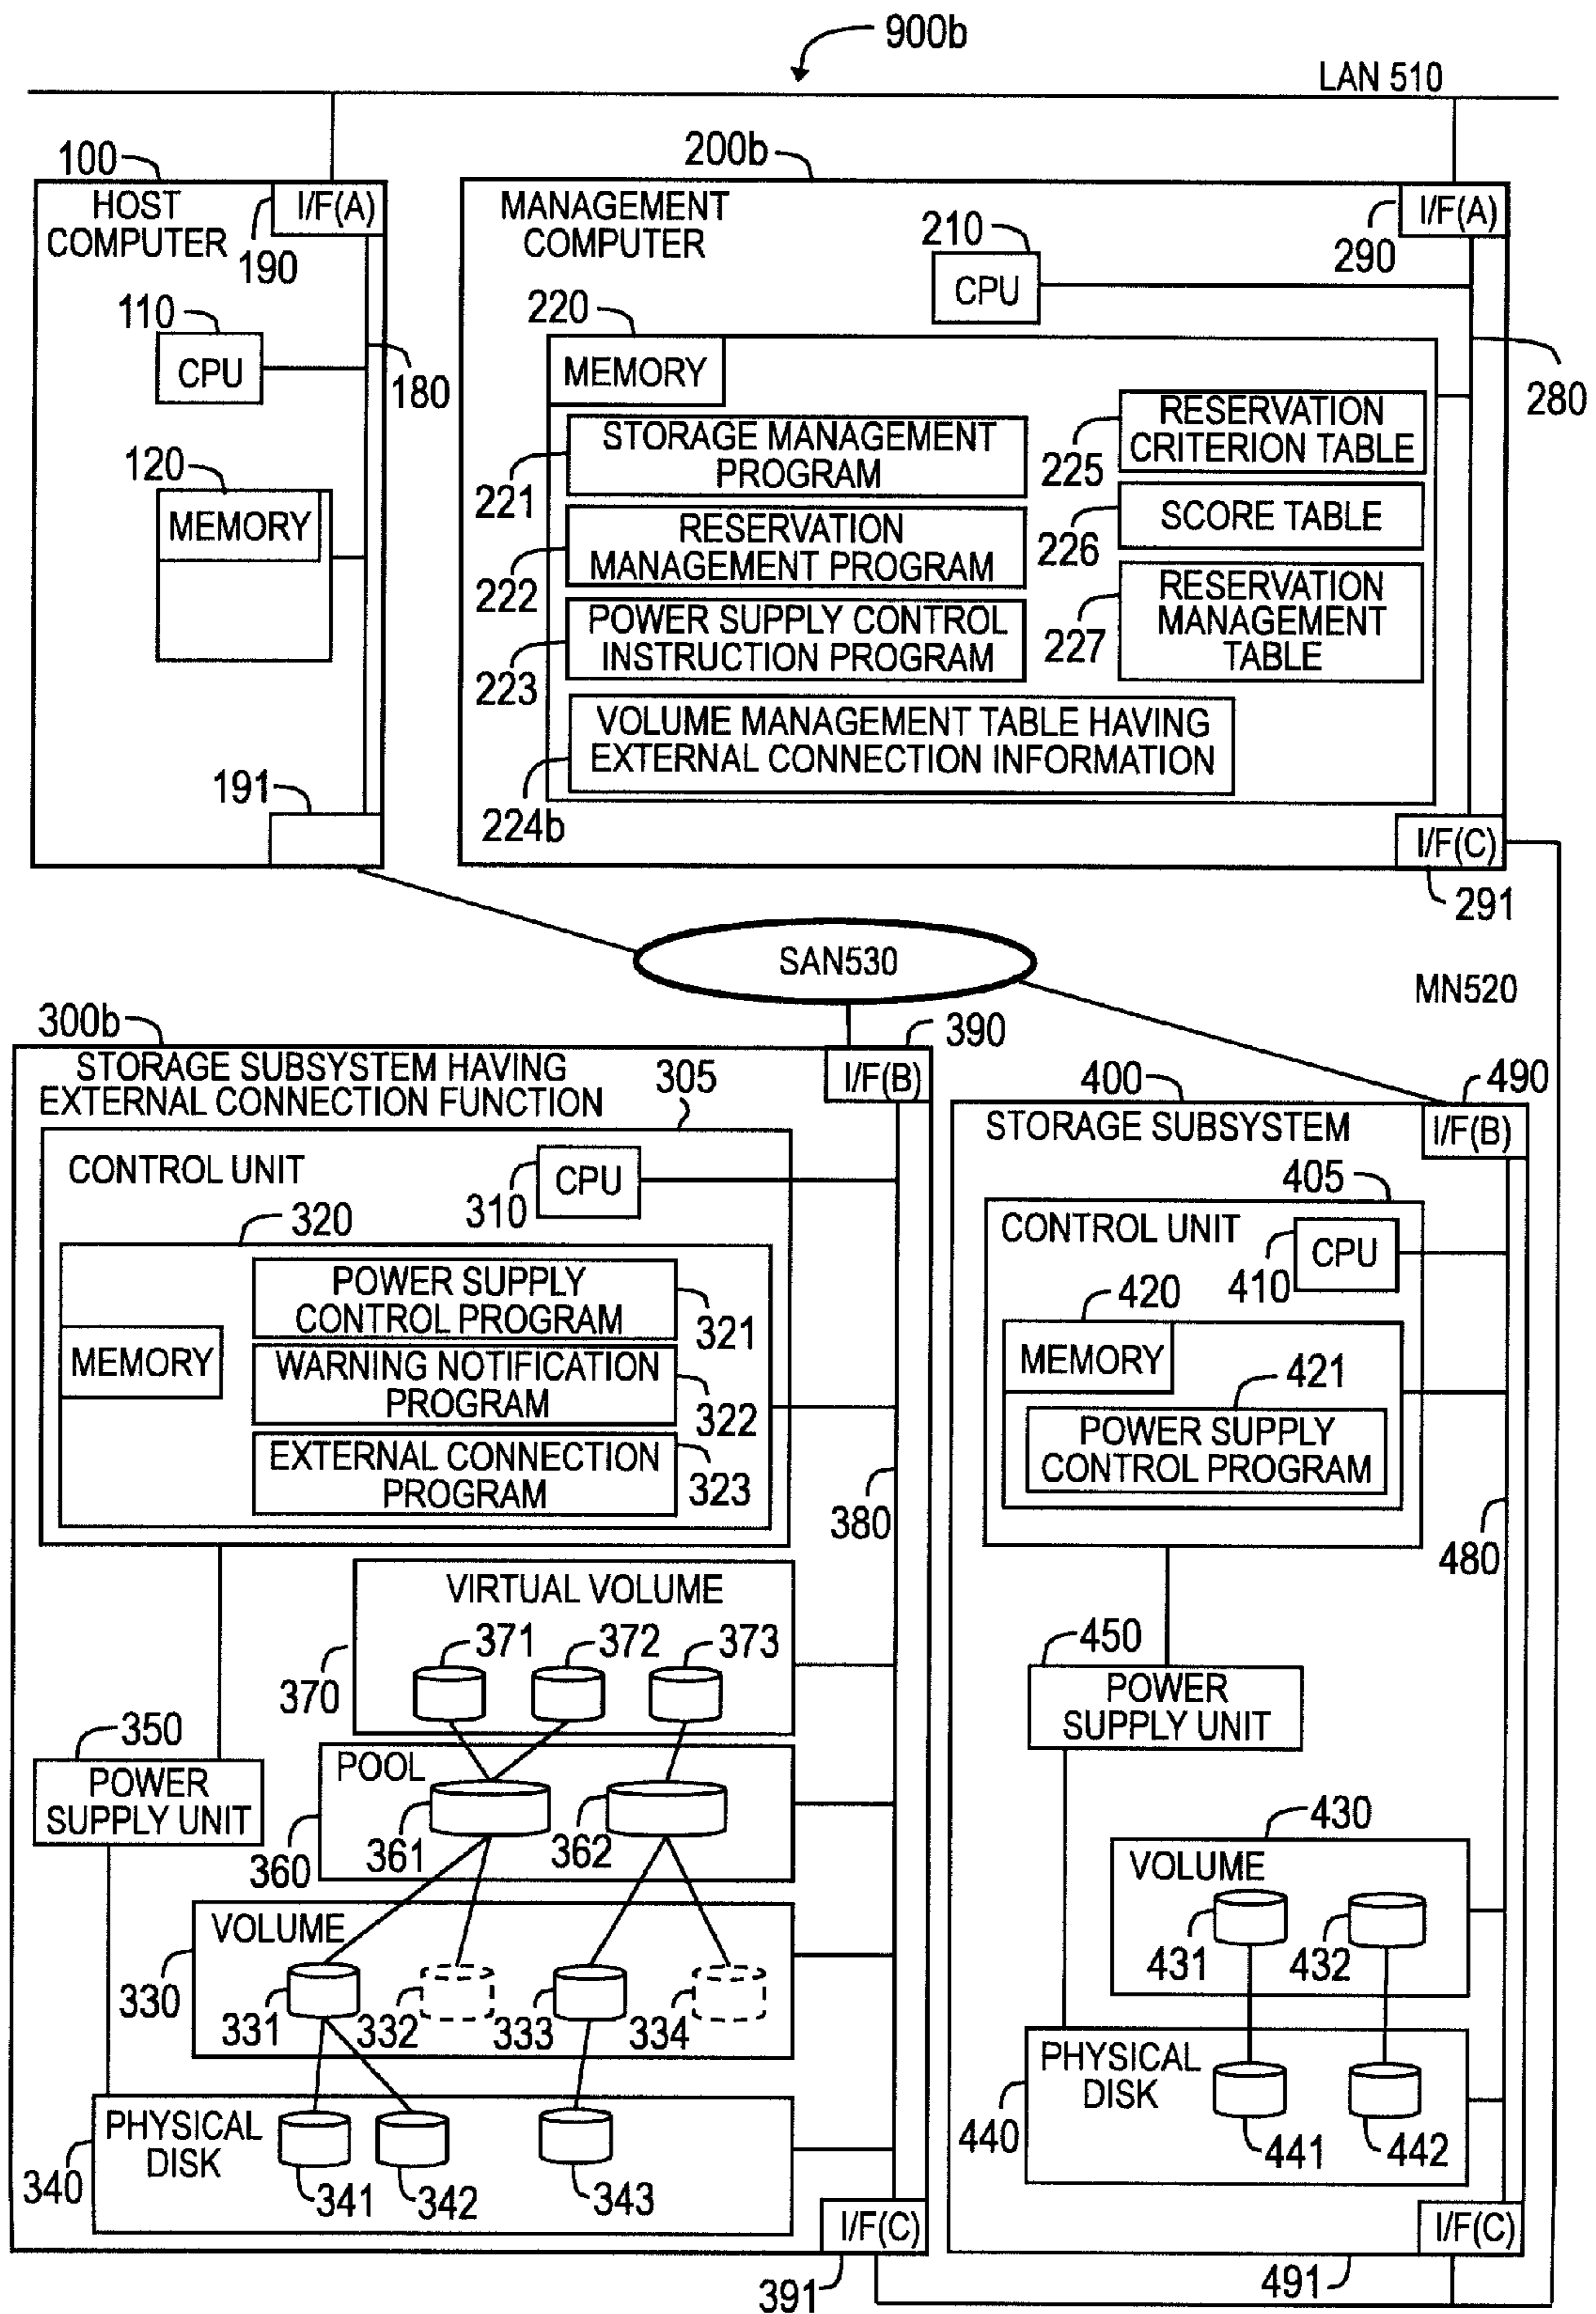 900b
LAN 510
100
HOST
COMPUTER
I/F(A)
190
110
CPU
180
120
MEMORY
191
200b
MANAGEMENT
COMPUTER
210
CPU
I/F(A)
290
220
MEMORY
280
STORAGE MANAGEMENT
PROGRAM
221
RESERVATION
MANAGEMENT PROGRAM
222
POWER SUPPLY CONTROL
INSTRUCTION PROGRAM
223
VOLUME MANAGEMENT TABLE HAVING
EXTERNAL CONNECTION INFORMATION
224b
RESERVATION
CRITERION TABLE
225
SCORE TABLE
226
RESERVATION
MANAGEMENT
TABLE
227
I/F(C)
291
SAN530
MN520
300b
STORAGE SUBSYSTEM HAVING
EXTERNAL CONNECTION FUNCTION
390
I/F(B)
305
CONTROL UNIT
CPU
310
320
MEMORY
POWER SUPPLY
CONTROL PROGRAM
321
WARNING NOTIFICATION
PROGRAM
322
EXTERNAL CONNECTION
PROGRAM
323
380
VIRTUAL VOLUME
371
372
373
370
350
POWER
SUPPLY UNIT
POOL
361
362
360
VOLUME
330
331
332
333
334
PHYSICAL
DISK
340
341
342
343
I/F(C)
391
400
STORAGE SUBSYSTEM
490
I/F(B)
405
CONTROL UNIT
CPU
410
420
MEMORY
421
POWER SUPPLY
CONTROL PROGRAM
480
450
POWER
SUPPLY UNIT
430
VOLUME
431
432
PHYSICAL
DISK
440
441
442
I/F(C)
491